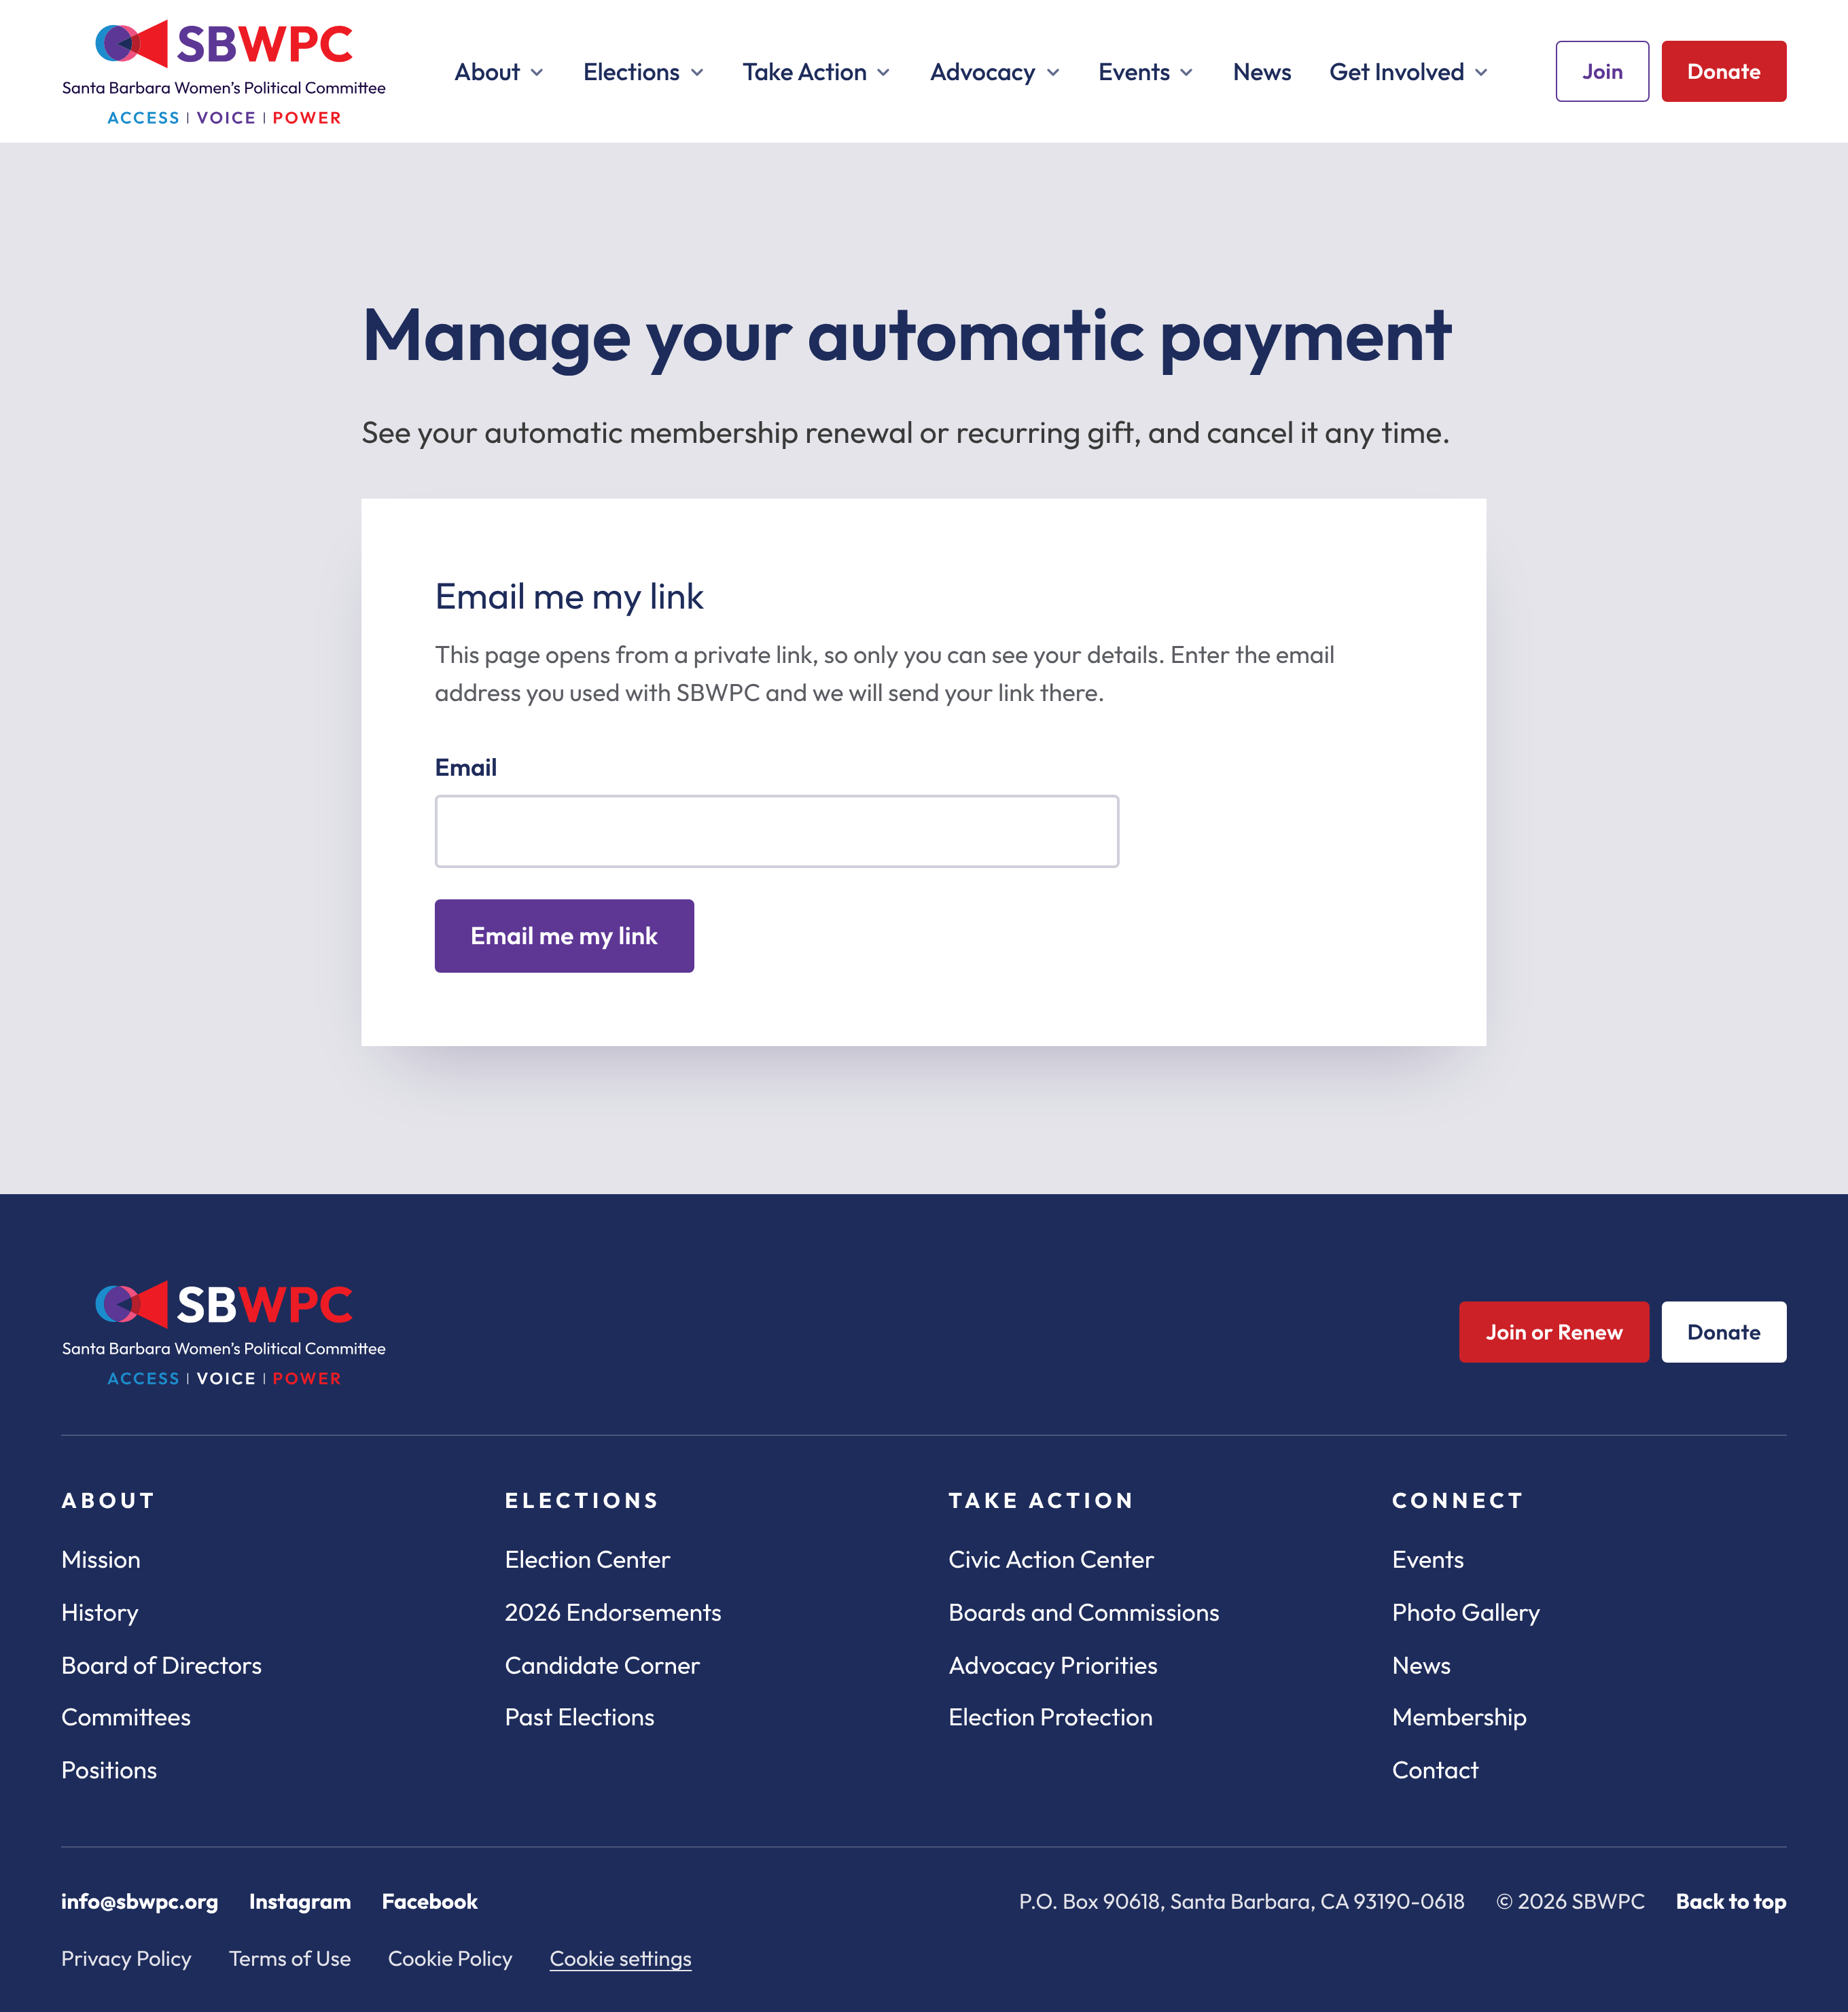 SBWPC
Santa Barbara Women's Political Committee
ACCESS | VOICE | POWER
About
Elections
Take Action
Advocacy
Events
News
Get Involved
Join
Donate
Manage your automatic payment
See your automatic membership renewal or recurring gift, and cancel it any time.
Email me my link
This page opens from a private link, so only you can see your details. Enter the email
address you used with SBWPC and we will send your link there.
Email
Email me my link
SBWPC
Santa Barbara Women's Political Committee
ACCESS | VOICE | POWER
Join or Renew
Donate
ABOUT
Mission
History
Board of Directors
Committees
Positions
ELECTIONS
Election Center
2026 Endorsements
Candidate Corner
Past Elections
TAKE ACTION
Civic Action Center
Boards and Commissions
Advocacy Priorities
Election Protection
CONNECT
Events
Photo Gallery
News
Membership
Contact
info@sbwpc.org
Instagram
Facebook
P.O. Box 90618, Santa Barbara, CA 93190-0618
© 2026 SBWPC
Back to top
Privacy Policy
Terms of Use
Cookie Policy
Cookie settings